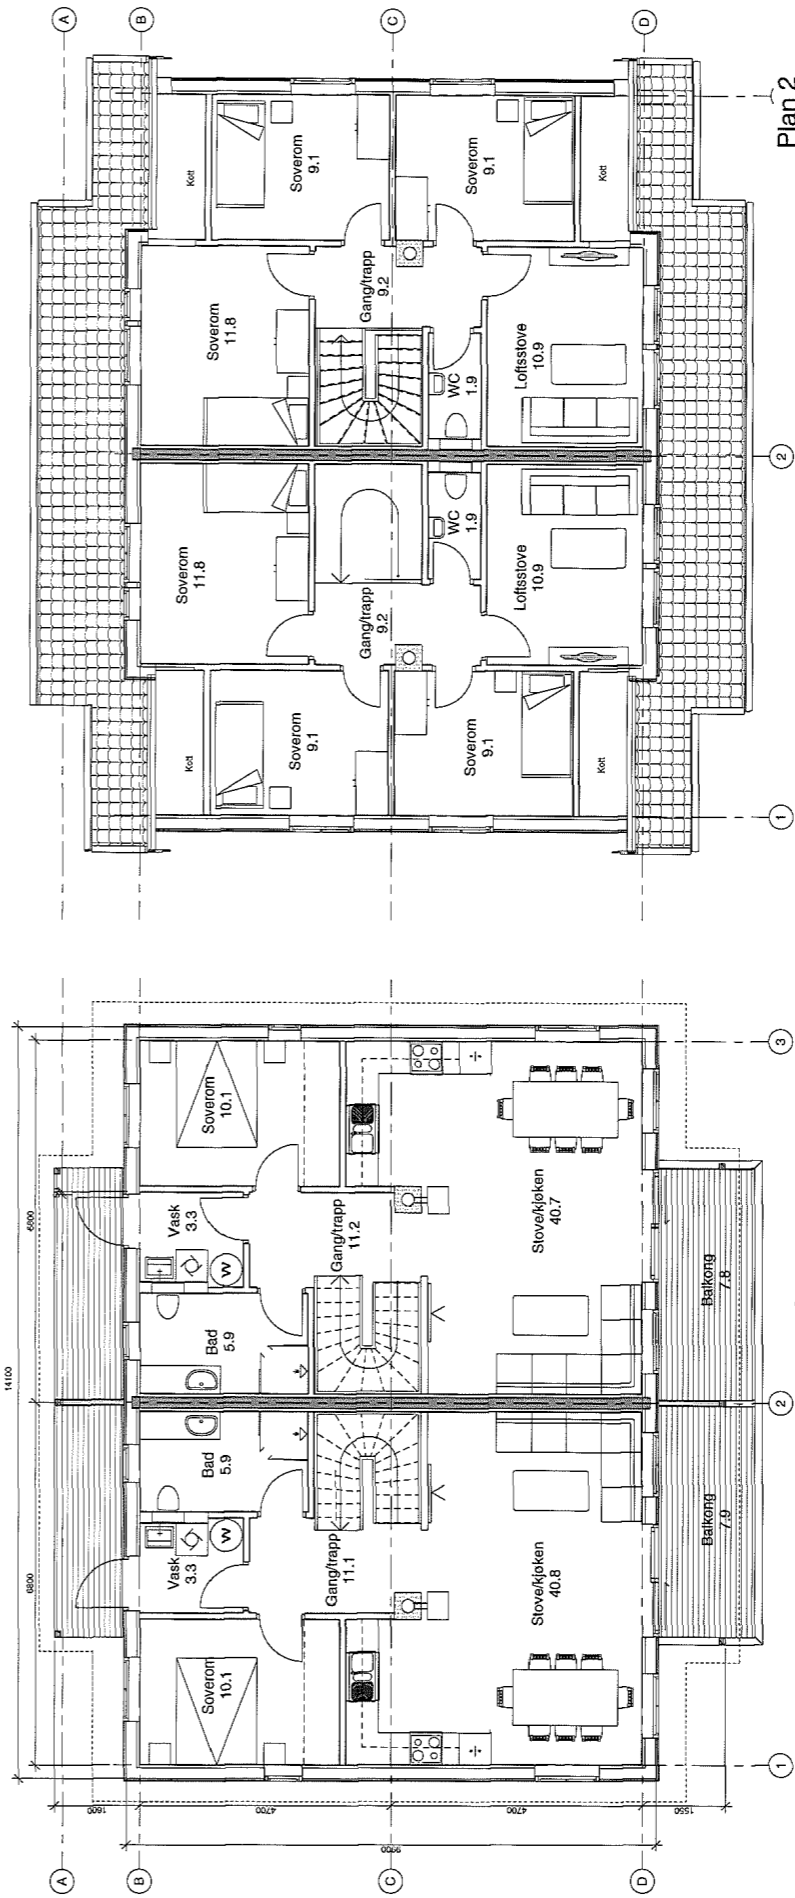 A
B
C
D
Kott
Soverom
9.1
Soverom
9.1
Kott
Plan 2
Soverom
11.8
Gang/trapp
9.2
WC
1.9
Loftsstove
10.9
2
Soverom
11.8
Gang/trapp
9.2
WC
1.9
Loftsstove
10.9
Kott
Soverom
9.1
Soverom
9.1
Kott
1
3
14100
6800
Soverom
10.1
Vask
3.3
W
Gang/trapp
11.2
Stove/kjøken
40.7
Balkong
7.8
Bad
5.9
2
Bad
5.9
6800
Vask
3.3
W
Gang/trapp
11.1
Stove/kjøken
40.8
Balkong
7.9
Soverom
10.1
1
1600
4700
4700
1550
9900
A
B
C
D